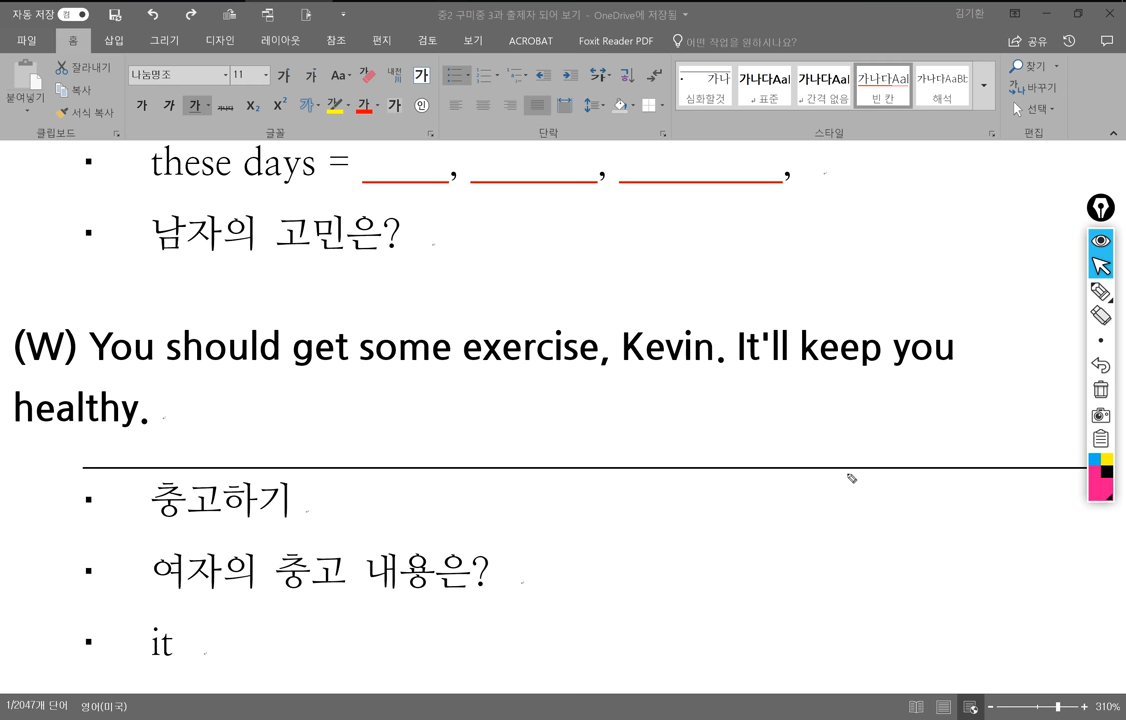 자동 저장 컴 중2 구미중 3과 출제자 되어 보기 - OneDrive에 저장됨 김기환
파일 홈 삽입 그리기 디자인 레이아웃 참조 편지 검토 보기 ACROBAT Foxit Reader PDF 어떤 작업을 원하시나요? 공유
붙여넣기 잘라내기 복사 서식 복사
나눔명조 11
가나 심화할것 가나다AaI 표준 가나다AaI 간격 없음 가나다AaI 빈 칸 가나다AaBb 해석
찾기 바꾸기 선택
클립보드 글꼴 단락 스타일 편집
these days = , , ,
남자의 고민은?
(W) You should get some exercise, Kevin. It'll keep you
healthy.
충고하기
여자의 충고 내용은?
it
1/2047개 단어 영어(미국) 310%